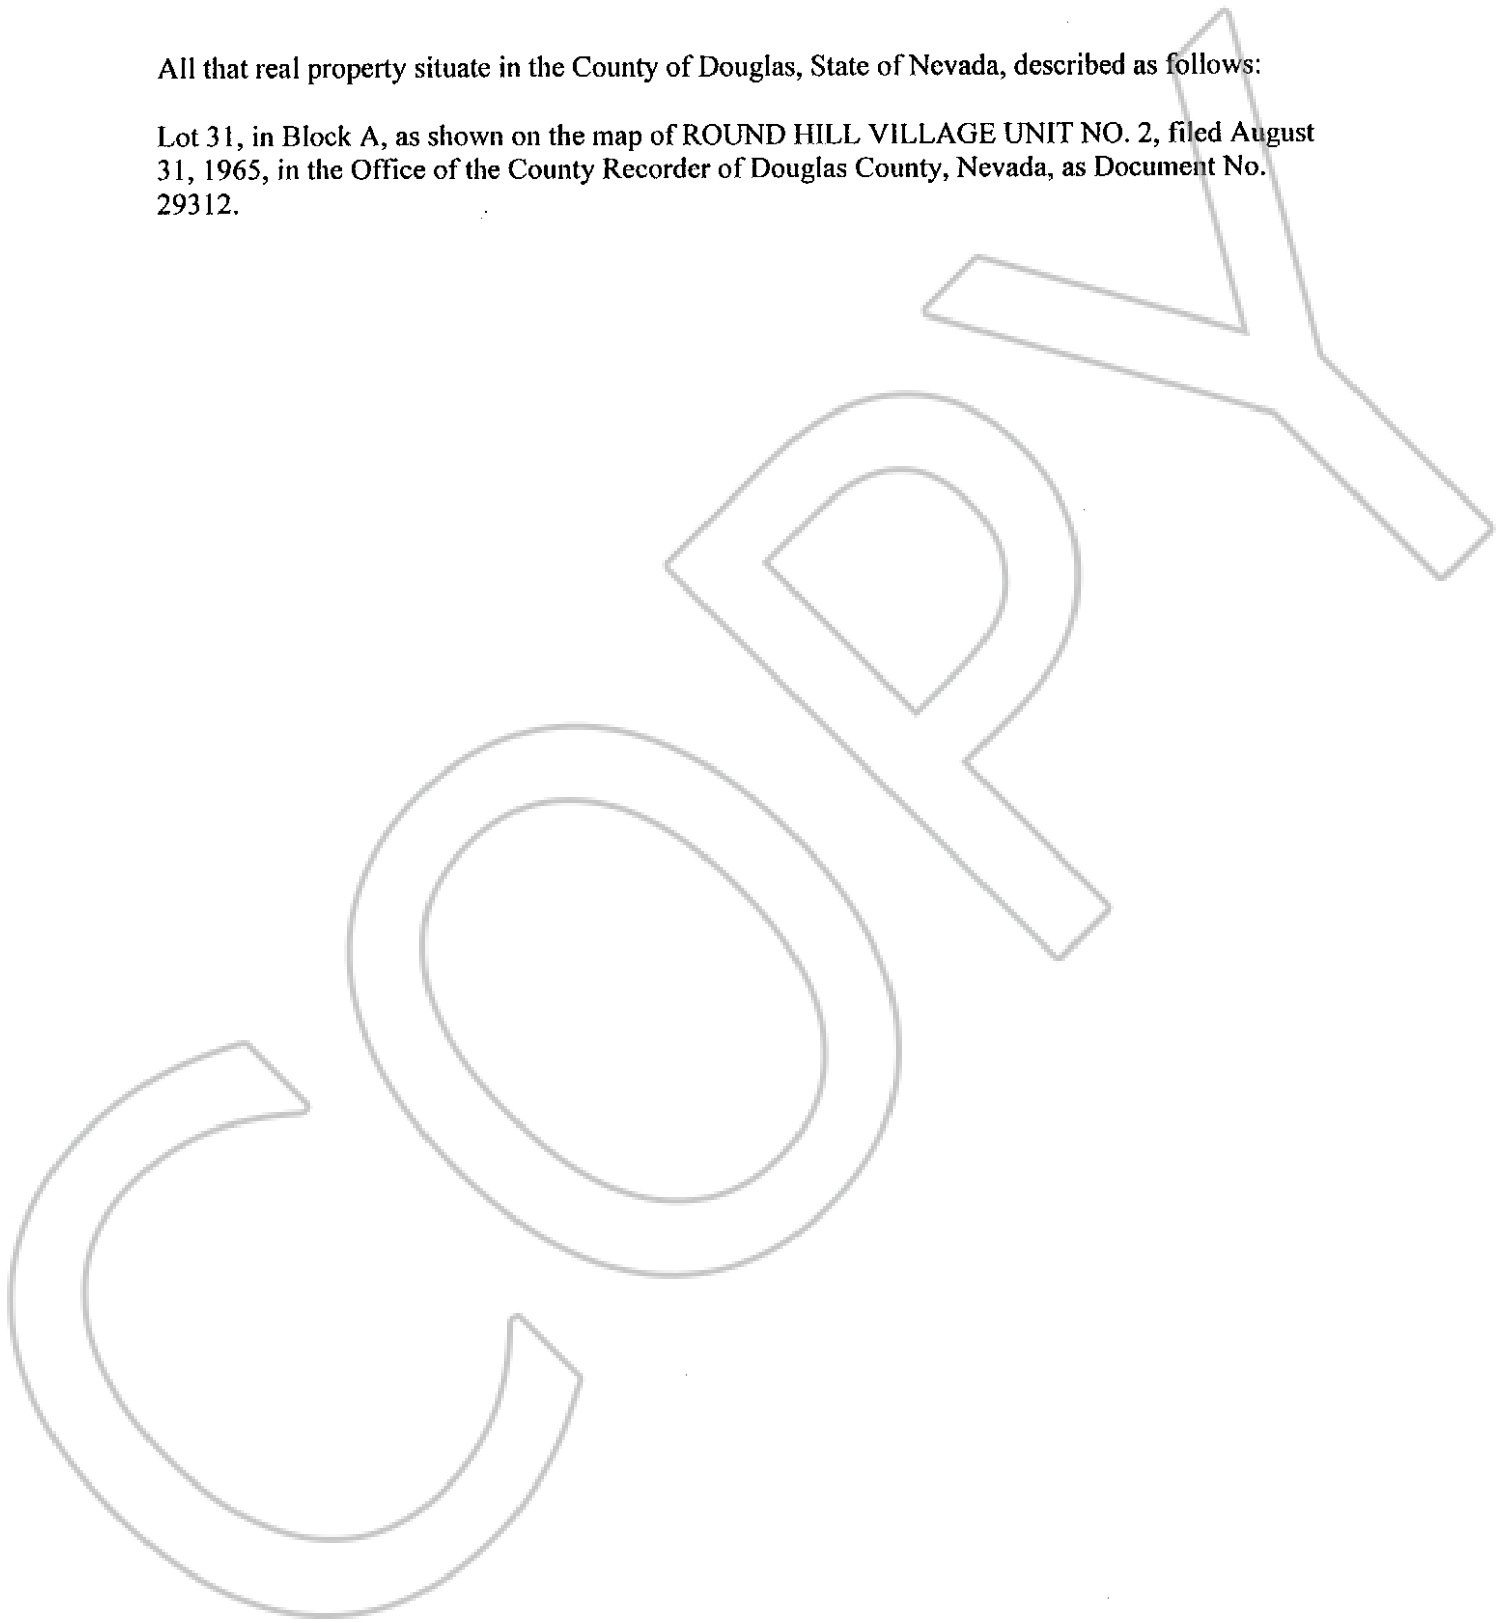 All that real property situate in the County of Douglas, State of Nevada, described as follows:
Lot 31, in Block A, as shown on the map of ROUND HILL VILLAGE UNIT NO. 2, filed August
31, 1965, in the Office of the County Recorder of Douglas County, Nevada, as Document No.
29312.
COPY